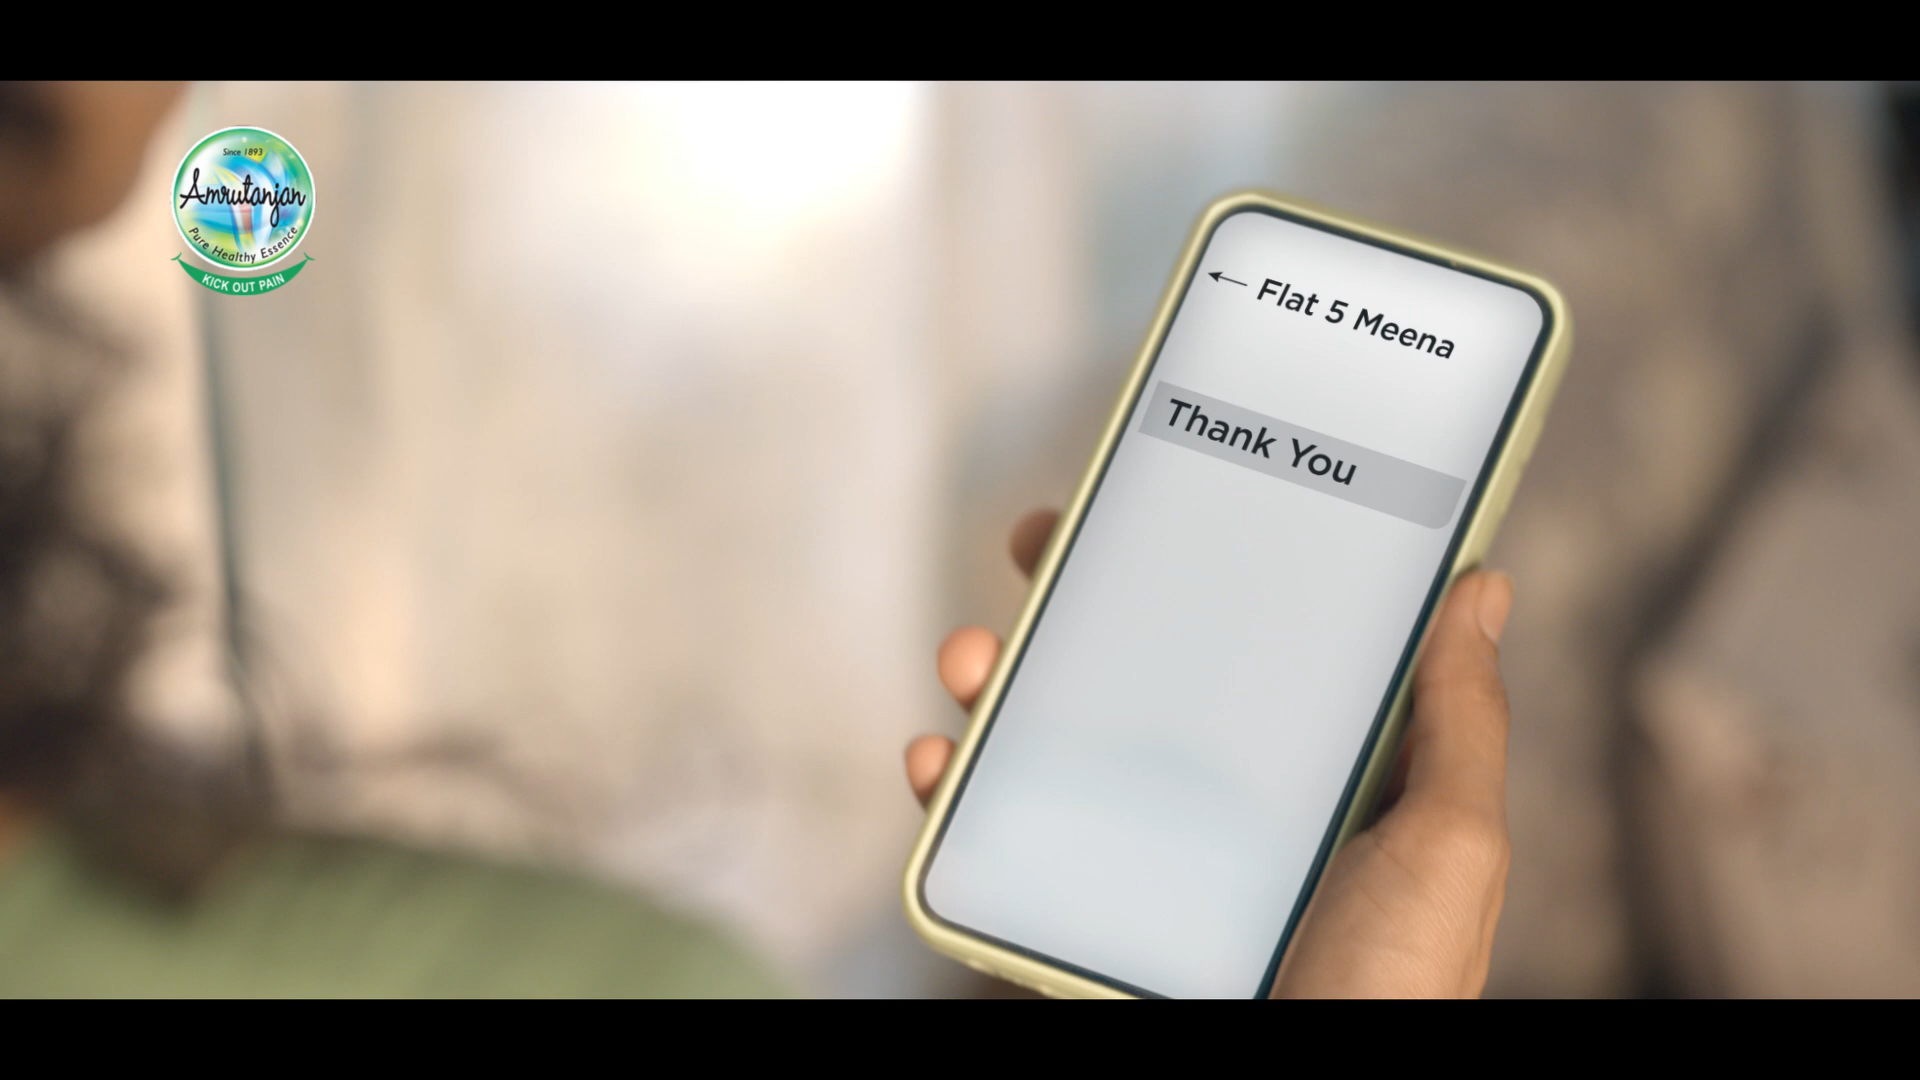 Since 1893
Amrutanjan
Pure Healthy Essence
KICK OUT PAIN
← Flat 5 Meena
Thank You